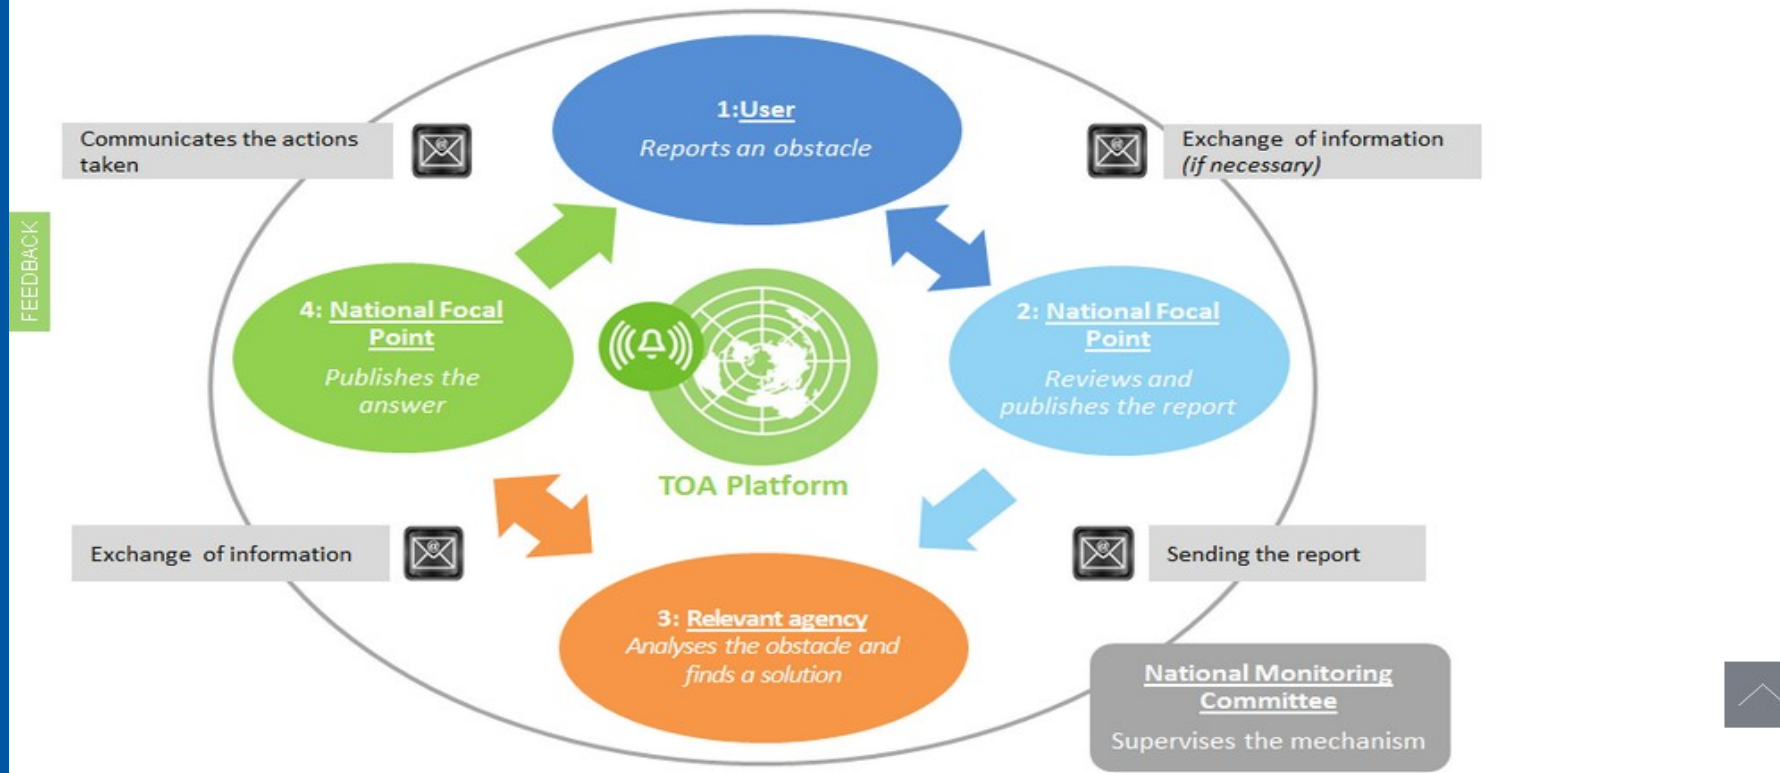 1:User
Reports an obstacle
Communicates the actions
taken
Exchange of information
(if necessary)
FEEDBACK
4: National Focal
Point
Publishes the
answer
2: National Focal
Point
Reviews and
publishes the report
TOA Platform
Exchange of information
Sending the report
3: Relevant agency
Analyses the obstacle and
finds a solution
National Monitoring
Committee
Supervises the mechanism